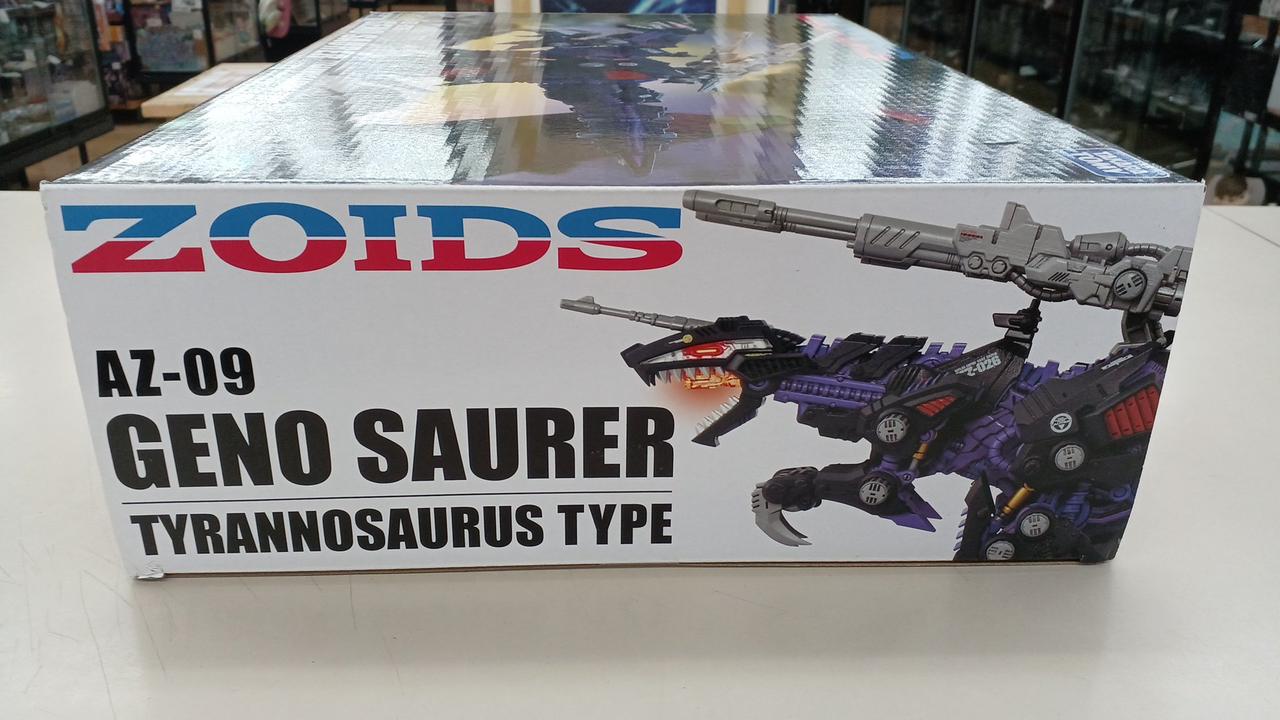 ZOIDS
AZ-09
GENO SAURER
TYRANNOSAURUS TYPE